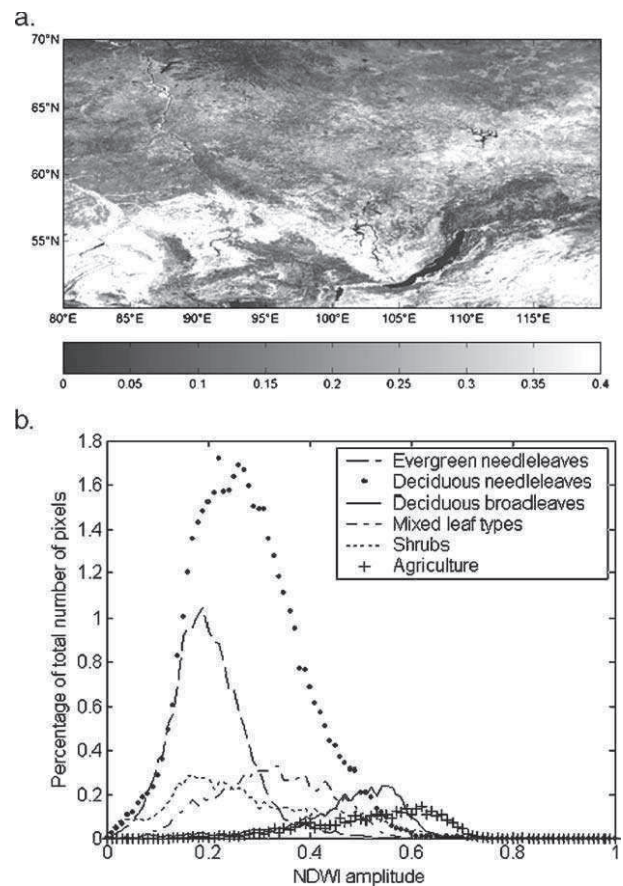 a.
70°N
65°N
60°N
55°N
80°E 85°E 90°E 95°E 100°E 105°E 110°E 115°E
0 0.05 0.1 0.15 0.2 0.25 0.3 0.35 0.4
b.
1.8
1.6
1.4
1.2
1
0.8
0.6
0.4
0.2
0
Percentage of total number of pixels
Evergreen needleleaves
Deciduous needleleaves
Deciduous broadleaves
Mixed leaf types
Shrubs
Agriculture
0 0.2 0.4 0.6 0.8 1
NDWI amplitude